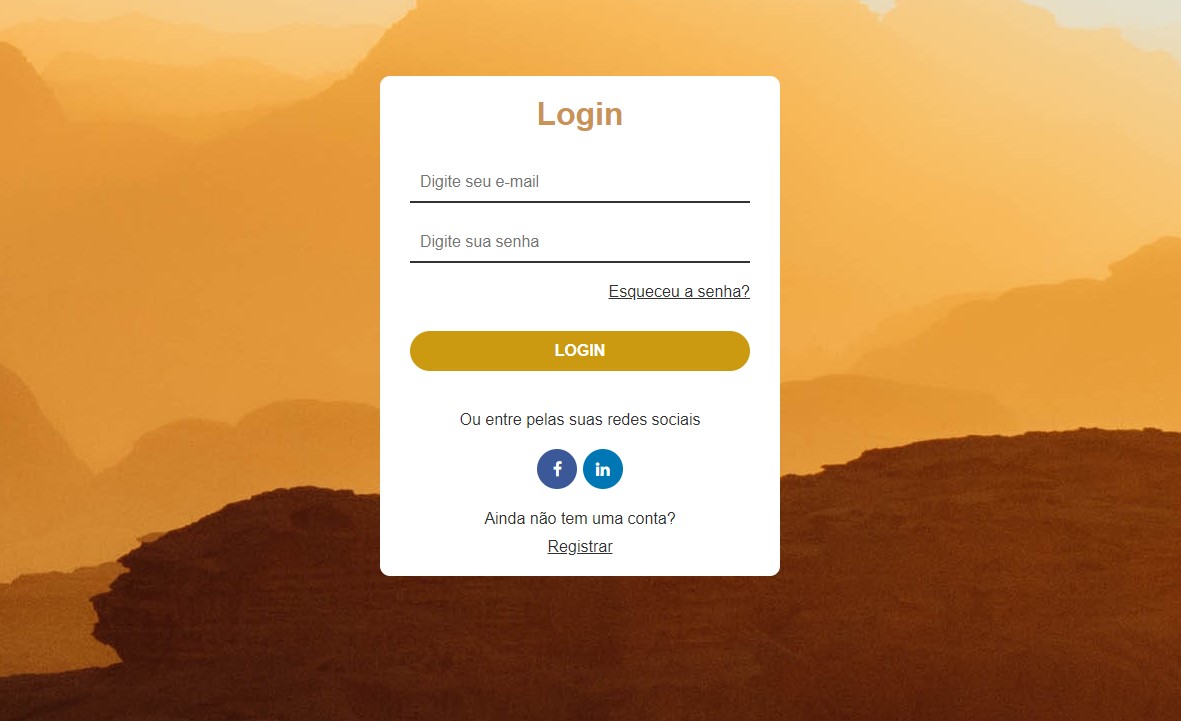 Login
Digite seu e-mail
Digite sua senha
Esqueceu a senha?
LOGIN
Ou entre pelas suas redes sociais
f
in
Ainda não tem uma conta?
Registrar